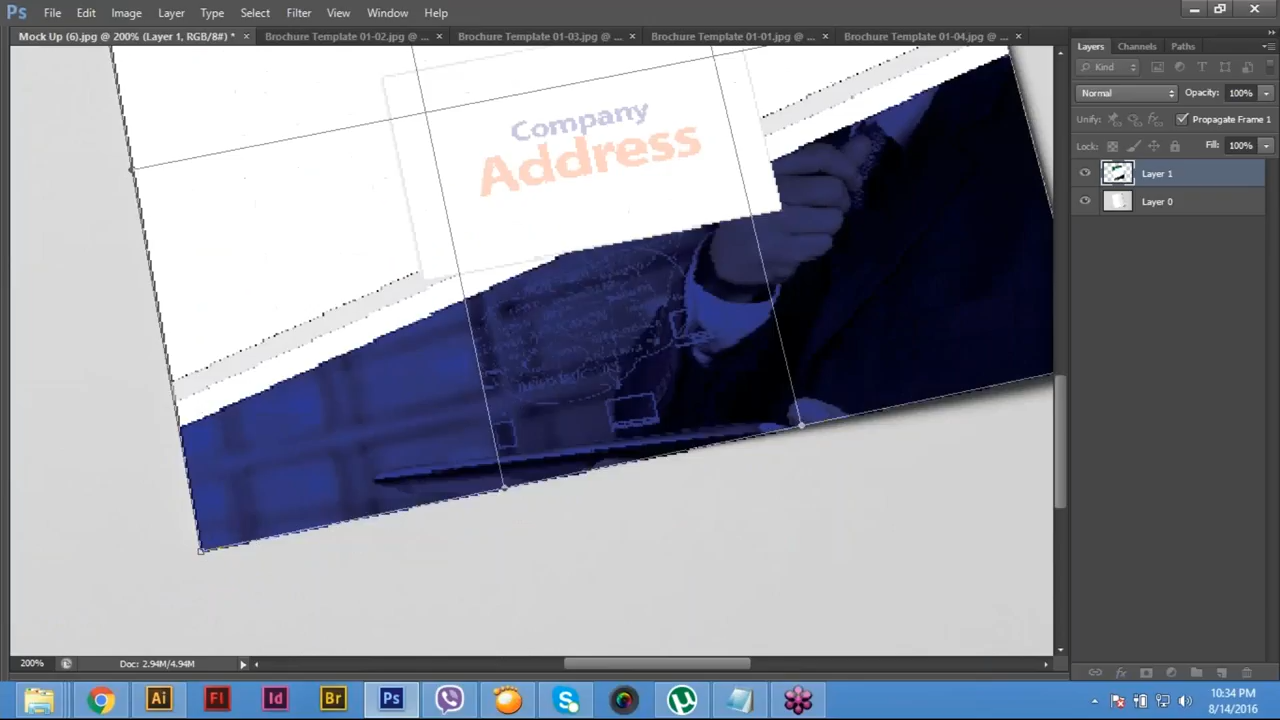 Ps File Edit Image Layer Type Select Filter View Window Help
Mock Up (6).jpg @ 200% (Layer 1, RGB/8#) * × Brochure Template 01-02.jpg @ ... × Brochure Template 01-03.jpg @ ... × Brochure Template 01-01.jpg @ ... × Brochure Template 01-04.jpg @ ... ×
Layers Channels Paths
Kind
Normal Opacity: 100%
Unify: Propagate Frame 1
Lock: Fill: 100%
Layer 1
Layer 0
Company
Address
200% Doc: 2.94M/4.94M
Ai Fl Id Br Ps
10:34 PM
8/14/2016